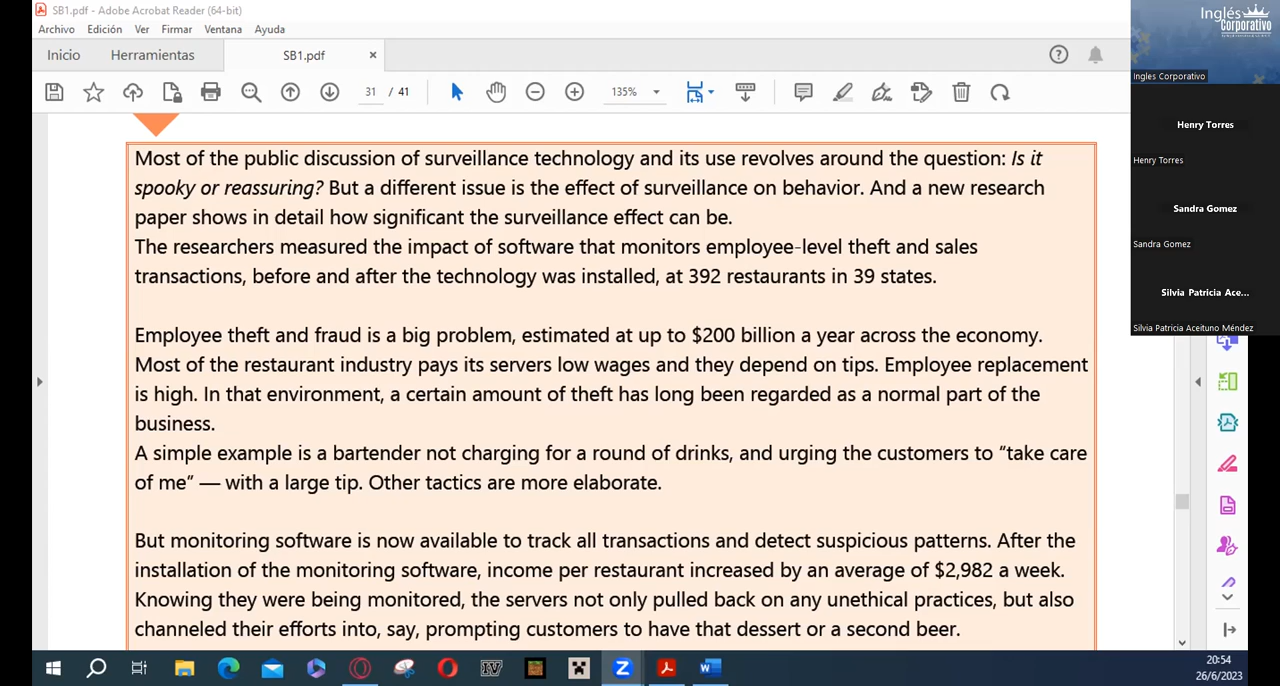 SB1.pdf - Adobe Acrobat Reader (64-bit)
Archivo Edición Ver Firmar Ventana Ayuda
Inicio Herramientas SB1.pdf ×
31 / 41 135%
Most of the public discussion of surveillance technology and its use revolves around the question: Is it
spooky or reassuring? But a different issue is the effect of surveillance on behavior. And a new research
paper shows in detail how significant the surveillance effect can be.
The researchers measured the impact of software that monitors employee-level theft and sales
transactions, before and after the technology was installed, at 392 restaurants in 39 states.
Employee theft and fraud is a big problem, estimated at up to $200 billion a year across the economy.
Most of the restaurant industry pays its servers low wages and they depend on tips. Employee replacement
is high. In that environment, a certain amount of theft has long been regarded as a normal part of the
business.
A simple example is a bartender not charging for a round of drinks, and urging the customers to “take care
of me” — with a large tip. Other tactics are more elaborate.
But monitoring software is now available to track all transactions and detect suspicious patterns. After the
installation of the monitoring software, income per restaurant increased by an average of $2,982 a week.
Knowing they were being monitored, the servers not only pulled back on any unethical practices, but also
channeled their efforts into, say, prompting customers to have that dessert or a second beer.
Inglés
Corporativo
Ingles Corporativo
Henry Torres
Henry Torres
Sandra Gomez
Sandra Gomez
Silvia Patricia Ace...
Silvia Patricia Aceituno Méndez
20:54
26/6/2023